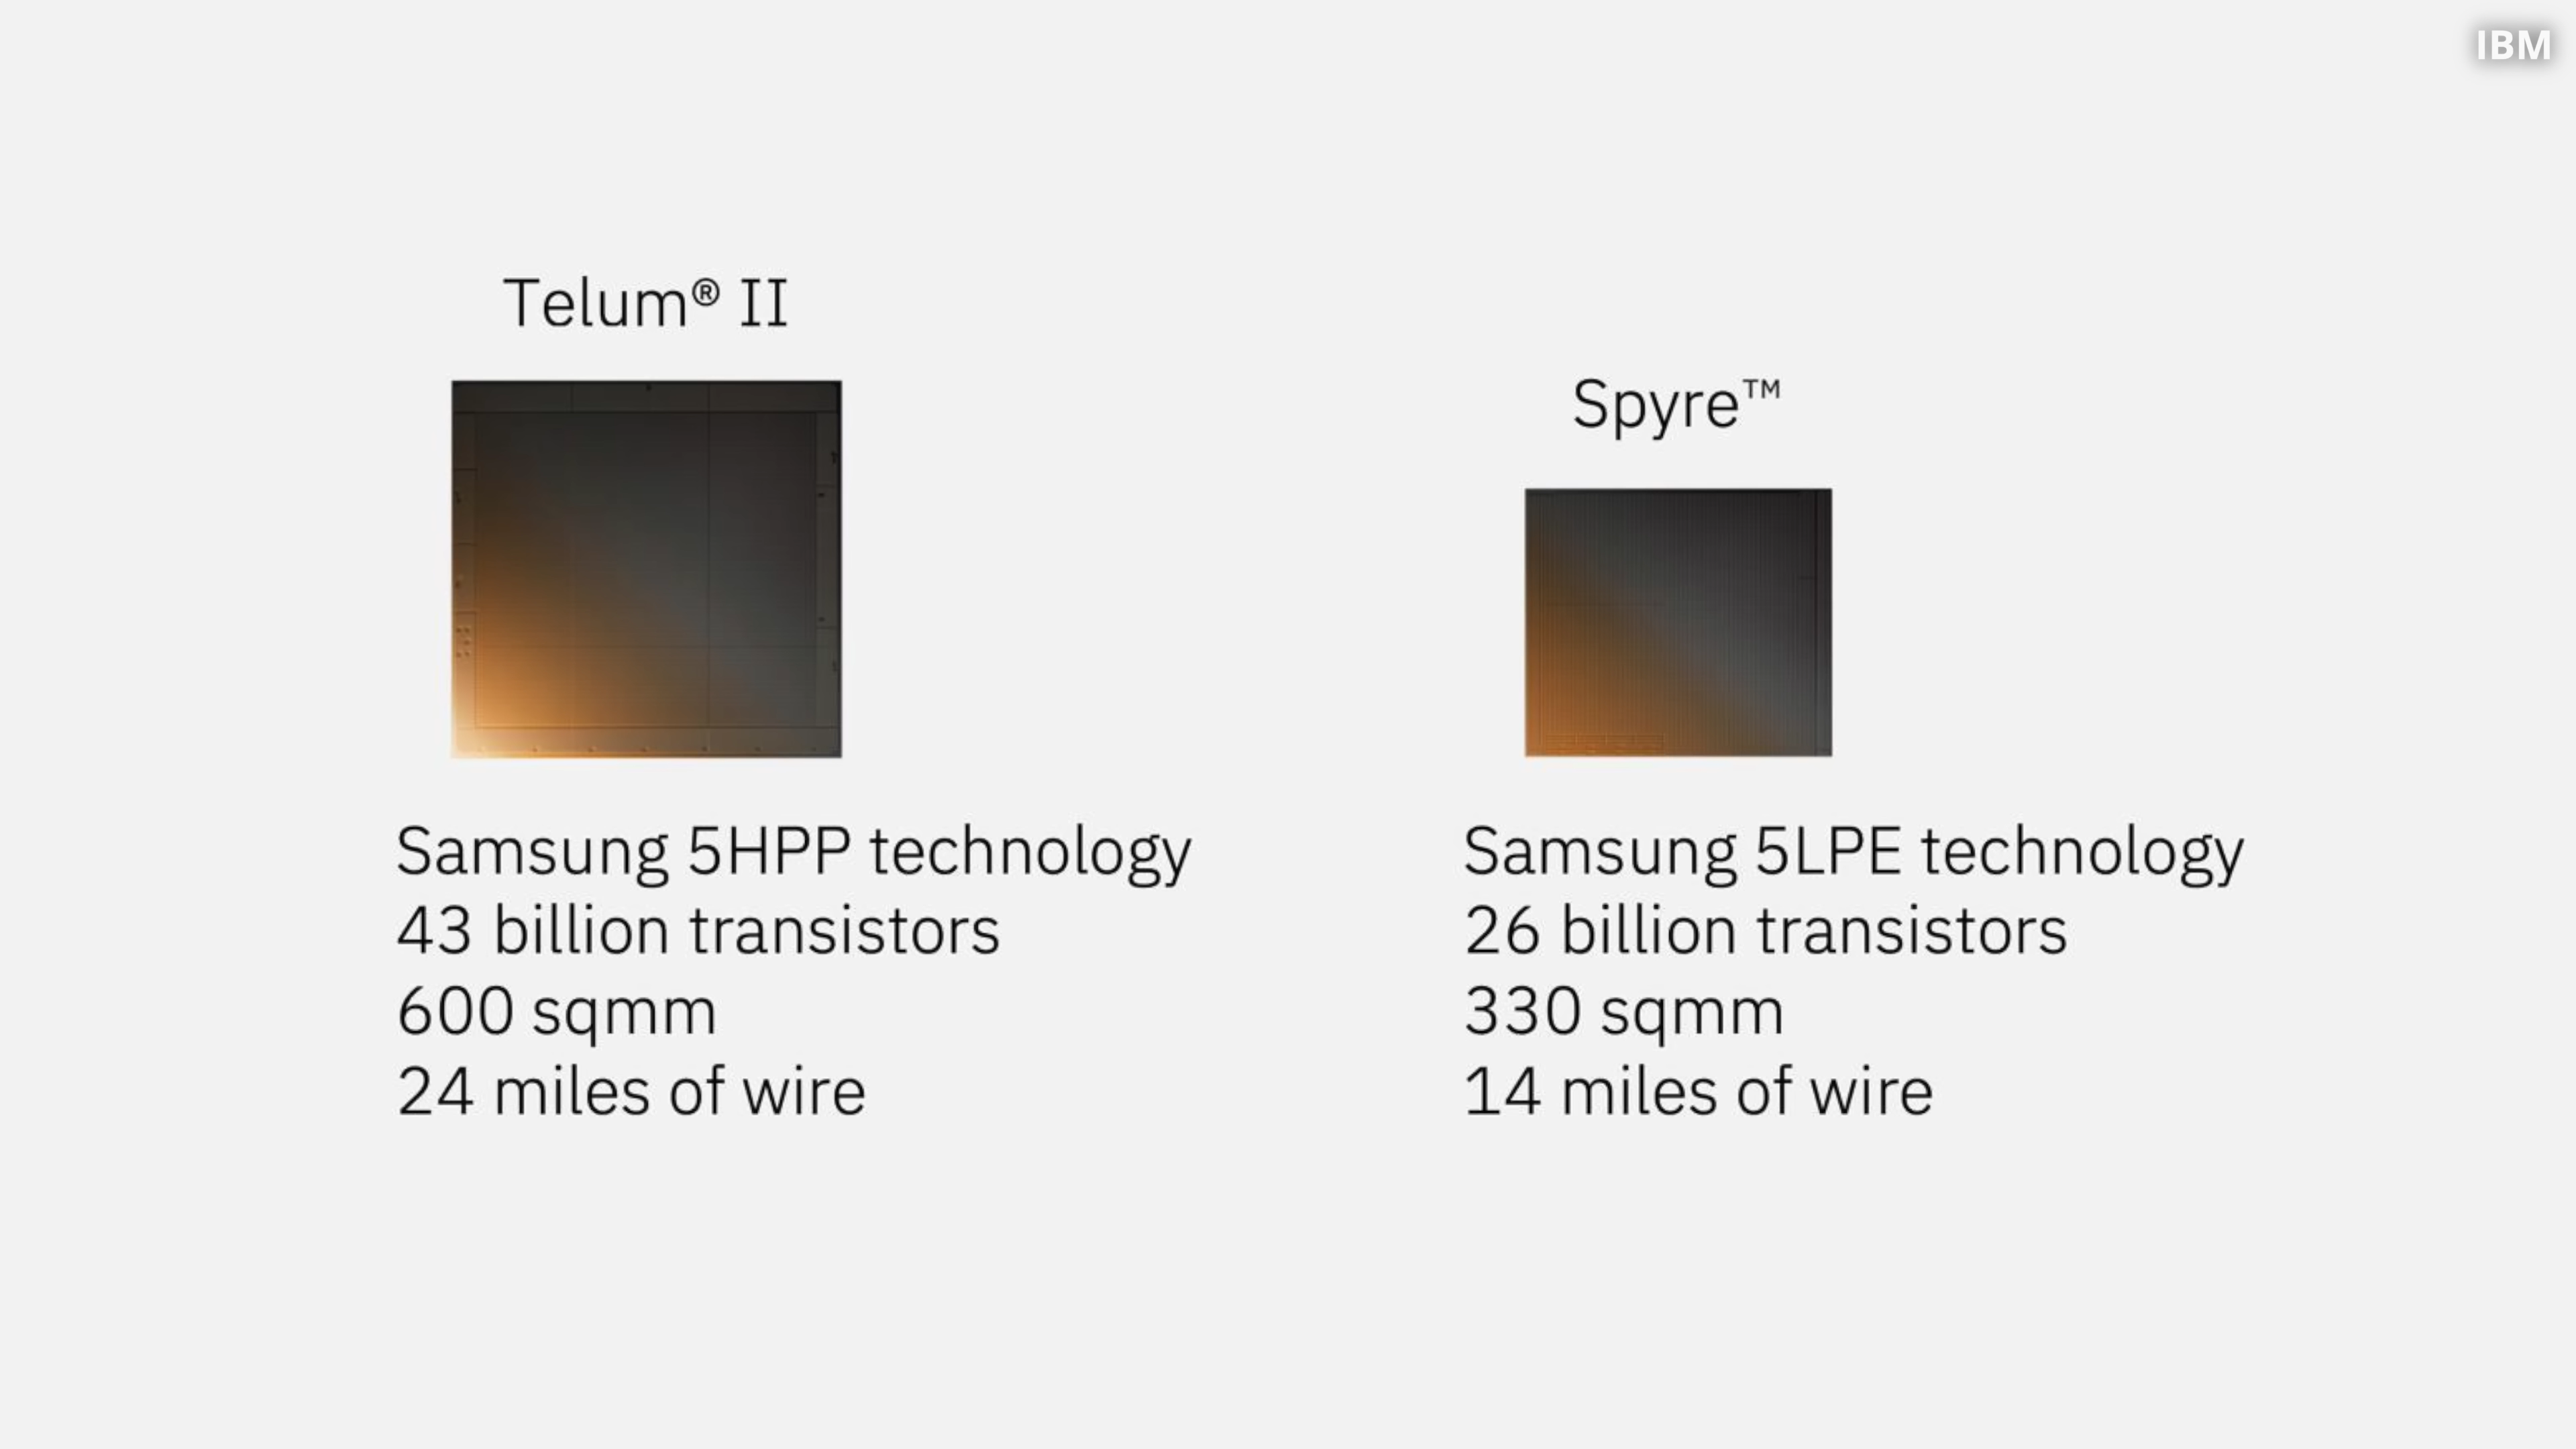 IBM
Telum® II
Samsung 5HPP technology
43 billion transistors
600 sqmm
24 miles of wire
Spyre™
Samsung 5LPE technology
26 billion transistors
330 sqmm
14 miles of wire